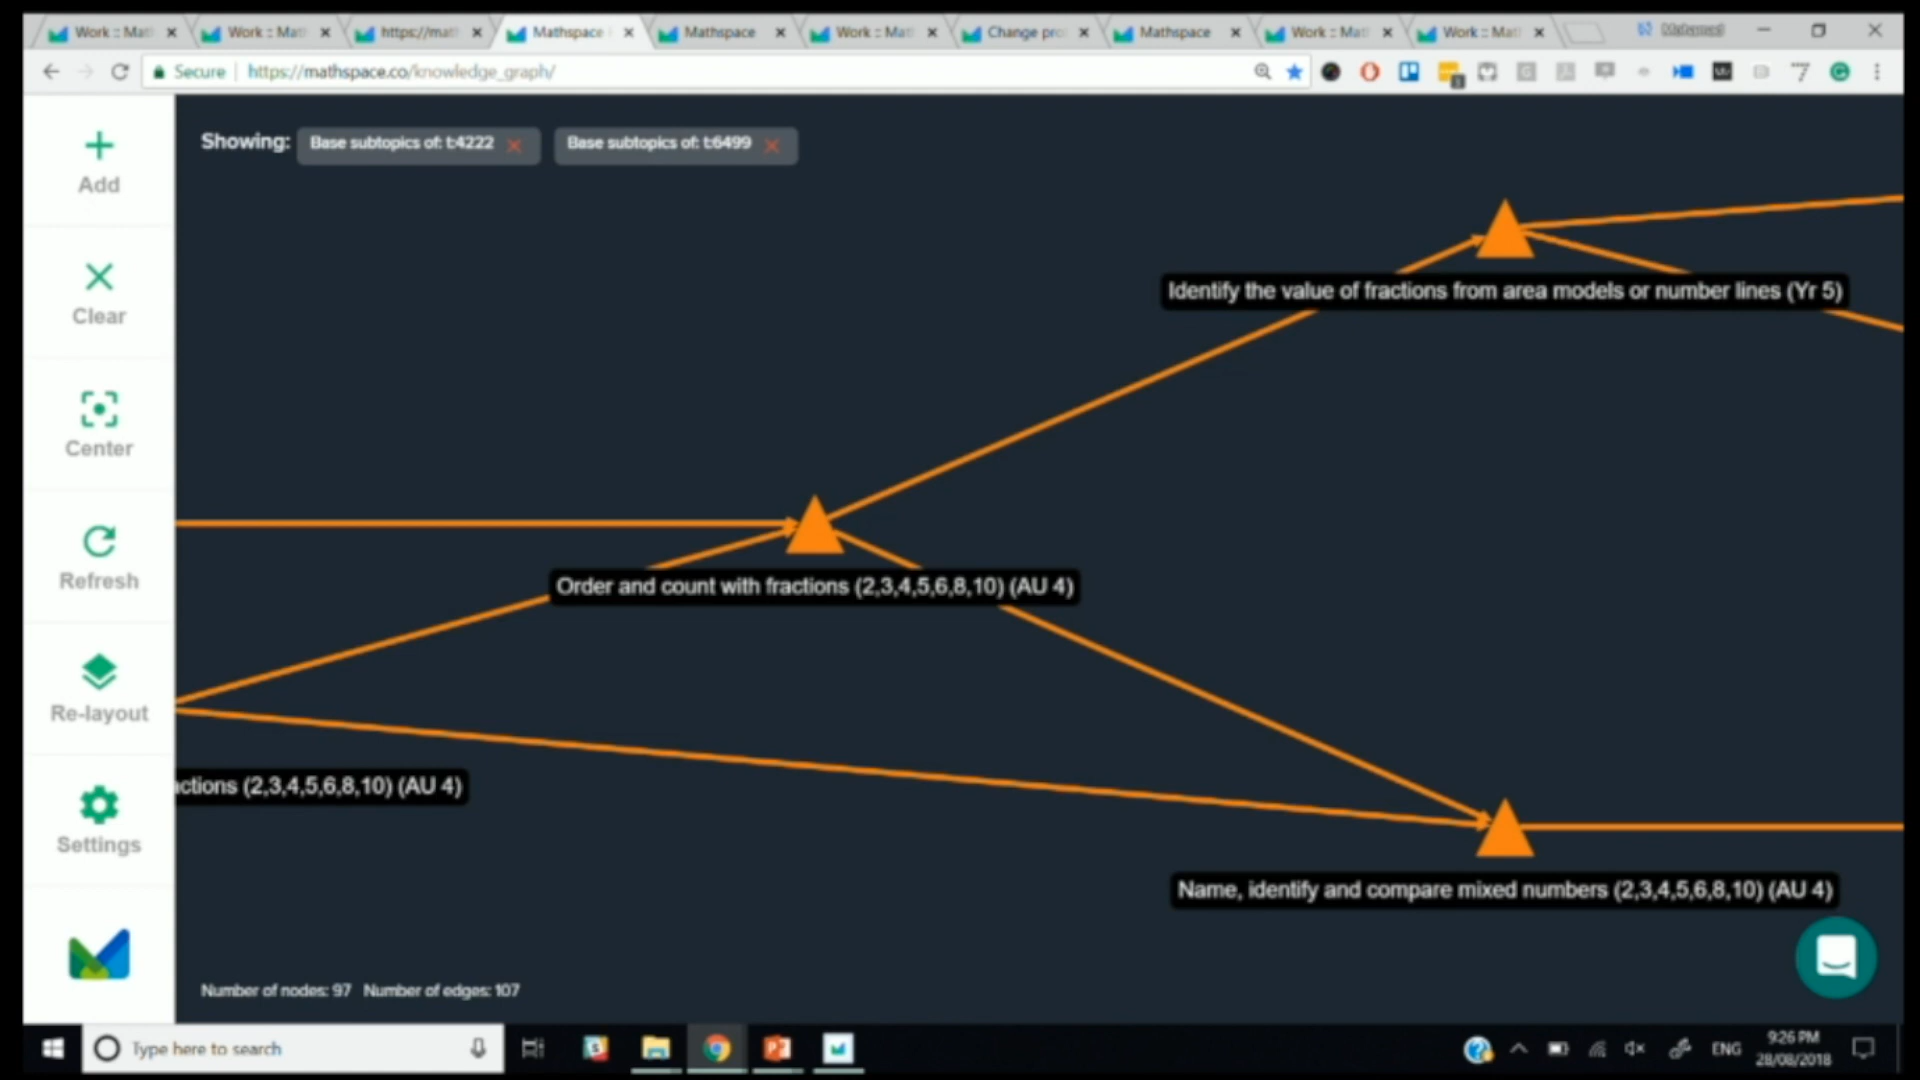 Work :: Mat
Work :: Mat
https://mat
Mathspace
Mathspace
Work :: Mat
Change pro
Mathspace
Work :: Mat
Work :: Mat
Secure
https://mathspace.co/knowledge_graph/
Add
Clear
Center
Refresh
Re-layout
Settings
Showing:
Base subtopics of: t:4222
Base subtopics of: t:6499
Identify the value of fractions from area models or number lines (Yr 5)
Order and count with fractions (2,3,4,5,6,8,10) (AU 4)
actions (2,3,4,5,6,8,10) (AU 4)
Name, identify and compare mixed numbers (2,3,4,5,6,8,10) (AU 4)
Number of nodes: 97 Number of edges: 107
Type here to search
ENG
9:26 PM
28/08/2018